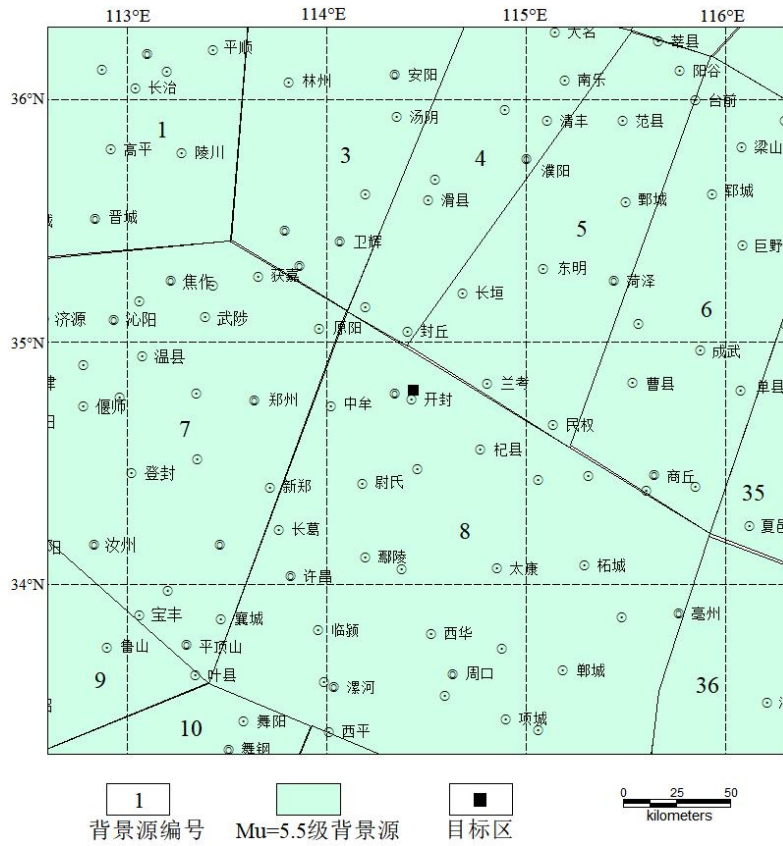 113°E 114°E 115°E 116°E
平顺 大名 莘县
林州 安阳 南乐 阳谷
36°N 长治 台前
汤阴 清丰 范县
1 3 4 梁山
高平 陵川 濮阳
滑县 鄄城 郓城
晋城 5
卫辉 巨野
获嘉 东明
焦作 菏泽
长垣
济源 沁阳 武陟 6
原阳 封丘
35°N 成武
温县
兰考 曹县 单县
偃师 郑州 中牟 开封
7 民权
杞县
登封 商丘
新郑 尉氏 35
长葛 8 夏邑
汝州
鄢陵
34°N 许昌 太康 柘城
宝丰 亳州
襄城 临颍 西华
鲁山 平顶山
叶县 周口 郸城
9 漯河 36
10 舞阳 项城
西平
舞钢
1 0 25 50
kilometers
背景源编号 Mu=5.5级背景源 目标区